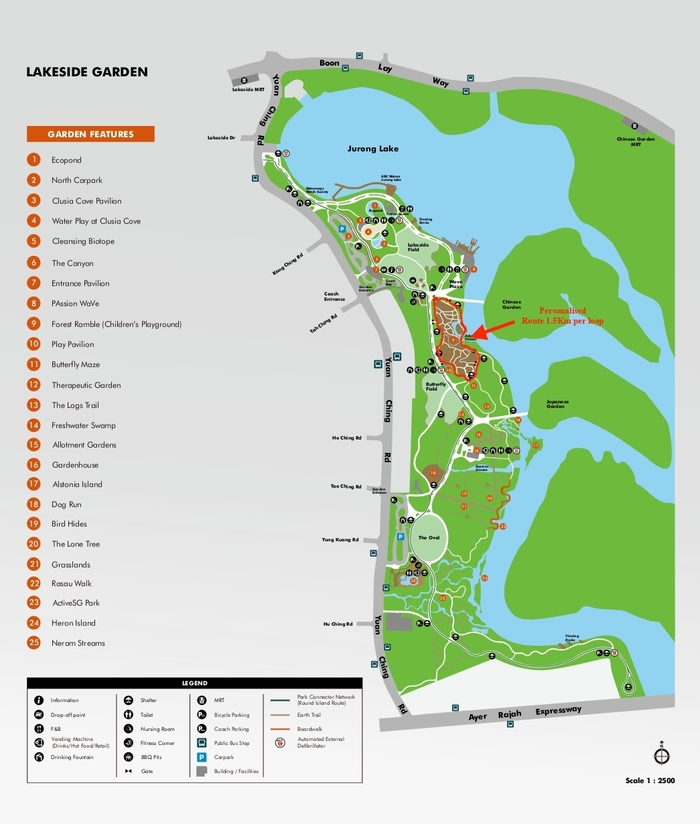 LAKESIDE GARDEN
GARDEN FEATURES
1 Ecopond
2 North Carpark
3 Clusia Cove Pavilion
4 Water Play at Clusia Cove
5 Cleansing Biotope
6 The Canyon
7 Entrance Pavilion
8 PAssion WaVe
9 Forest Ramble (Children's Playground)
10 Play Pavilion
11 Butterfly Maze
12 Therapeutic Garden
13 The Logs Trail
14 Freshwater Swamp
15 Allotment Gardens
16 Gardenhouse
17 Alstonia Island
18 Dog Run
19 Bird Hides
20 The Lone Tree
21 Grasslands
22 Rasau Walk
23 ActiveSG Park
24 Heron Island
25 Neram Streams
Boon Lay Way
Lakeside MRT
Yuan Ching Rd
Lakeside Dr
Chinese Garden
MRT
Jurong Lake
Kang Ching Rd
Lakeside
Field
Wave
Place
Coach
Entrance
Toh Ching Rd
Chinese
Garden
Personalised
Route 1.5Km per loop
Yuan Ching Rd
Butterfly
Field
Japanese
Garden
Ho Ching Rd
Tao Ching Rd
Yung Kuang Rd
The Oval
Hu Ching Rd
Yuan Ching Rd
Viewing
Decks
Ayer Rajah Expressway
LEGEND
Information
Drop-off point
F&B
Vending Machine
(Drinks/Hot Food/Retail)
Drinking Fountain
Shelter
Toilet
Nursing Room
Fitness Corner
BBQ Pits
Gate
MRT
Bicycle Parking
Coach Parking
Public Bus Stop
P Carpark
Building / Facilities
Park Connector Network
(Round Island Route)
Earth Trail
Boardwalk
Automated External
Defibrillator
Scale 1 : 2500